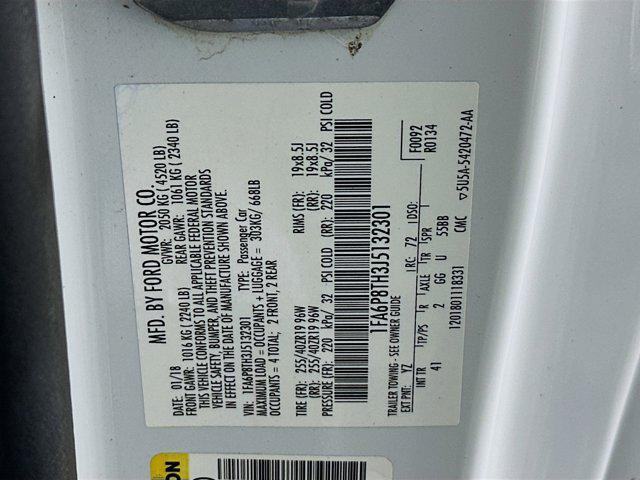 MFD. BY FORD MOTOR CO.
DATE: 01/18 GVWR: 2050 KG ( 4520 LB)
FRONT GAWR: 1016 KG ( 2240 LB) REAR GAWR: 1061 KG ( 2340 LB)
THIS VEHICLE CONFORMS TO ALL APPLICABLE FEDERAL MOTOR
VEHICLE SAFETY, BUMPER, AND THEFT PREVENTION STANDARDS
IN EFFECT ON THE DATE OF MANUFACTURE SHOWN ABOVE.
VIN: 1FA6P8TH3J5132301 TYPE: Passenger Car
MAXIMUM LOAD = OCCUPANTS + LUGGAGE = 303KG/ 668LB
OCCUPANTS = 4 TOTAL; 2 FRONT, 2 REAR
TIRE (FR): 255/40ZR19 96W RIMS (FR): 19x8.5J
(RR): 255/40ZR19 96W (RR): 19x8.5J
PRESSURE (FR): 220 kPa/ 32 PSI COLD (RR): 220 kPa/ 32 PSI COLD
1FA6P8TH3J5132301
TRAILER TOWING - SEE OWNER GUIDE
EXT PNT: YZ RC: 72 DSO: F0092
R0134
INT TR TP/PS R AXLE TR SPR
41 2 GG U 55BB
1201801118331 CMC ▽5U5A-5420472-AA
ON